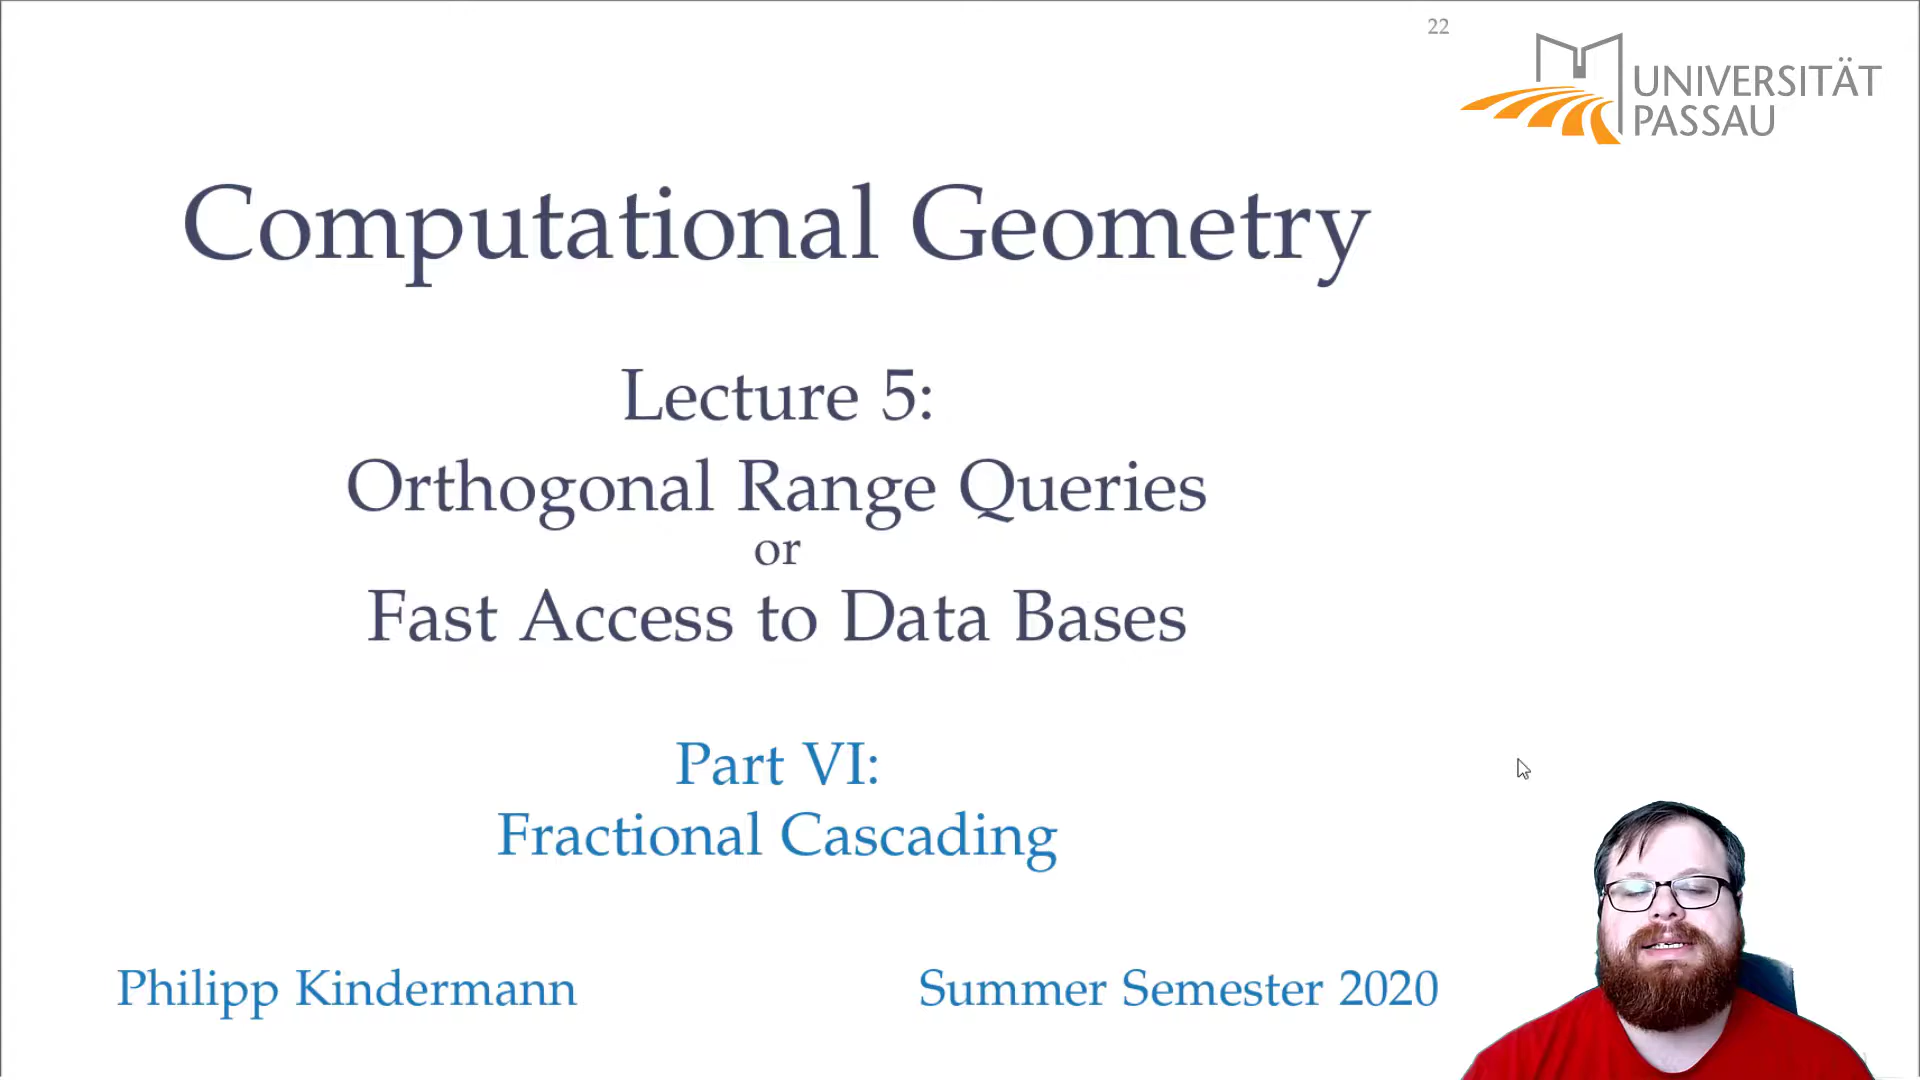 22
UNIVERSITÄT
PASSAU
Computational Geometry
Lecture 5:
Orthogonal Range Queries
or
Fast Access to Data Bases
Part VI:
Fractional Cascading
Philipp Kindermann
Summer Semester 2020